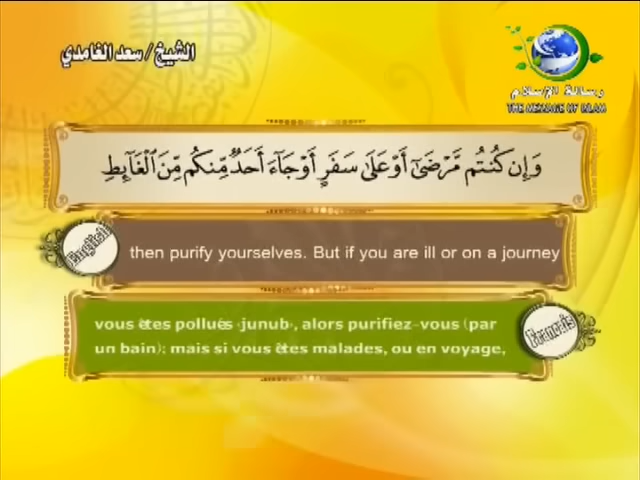 الشيخ / سعد الغامدي
رسالة الإسلام
THE MESSAGE OF ISLAM
وَإِن كُنتُم مَّرْضَىٰٓ أَوْ عَلَىٰ سَفَرٍ أَوْ جَآءَ أَحَدٌ مِّنكُم مِّنَ الْغَآئِطِ
English
then purify yourselves. But if you are ill or on a journey
vous êtes pollués «junub», alors purifiez-vous (par
un bain); mais si vous êtes malades, ou en voyage,
Francais